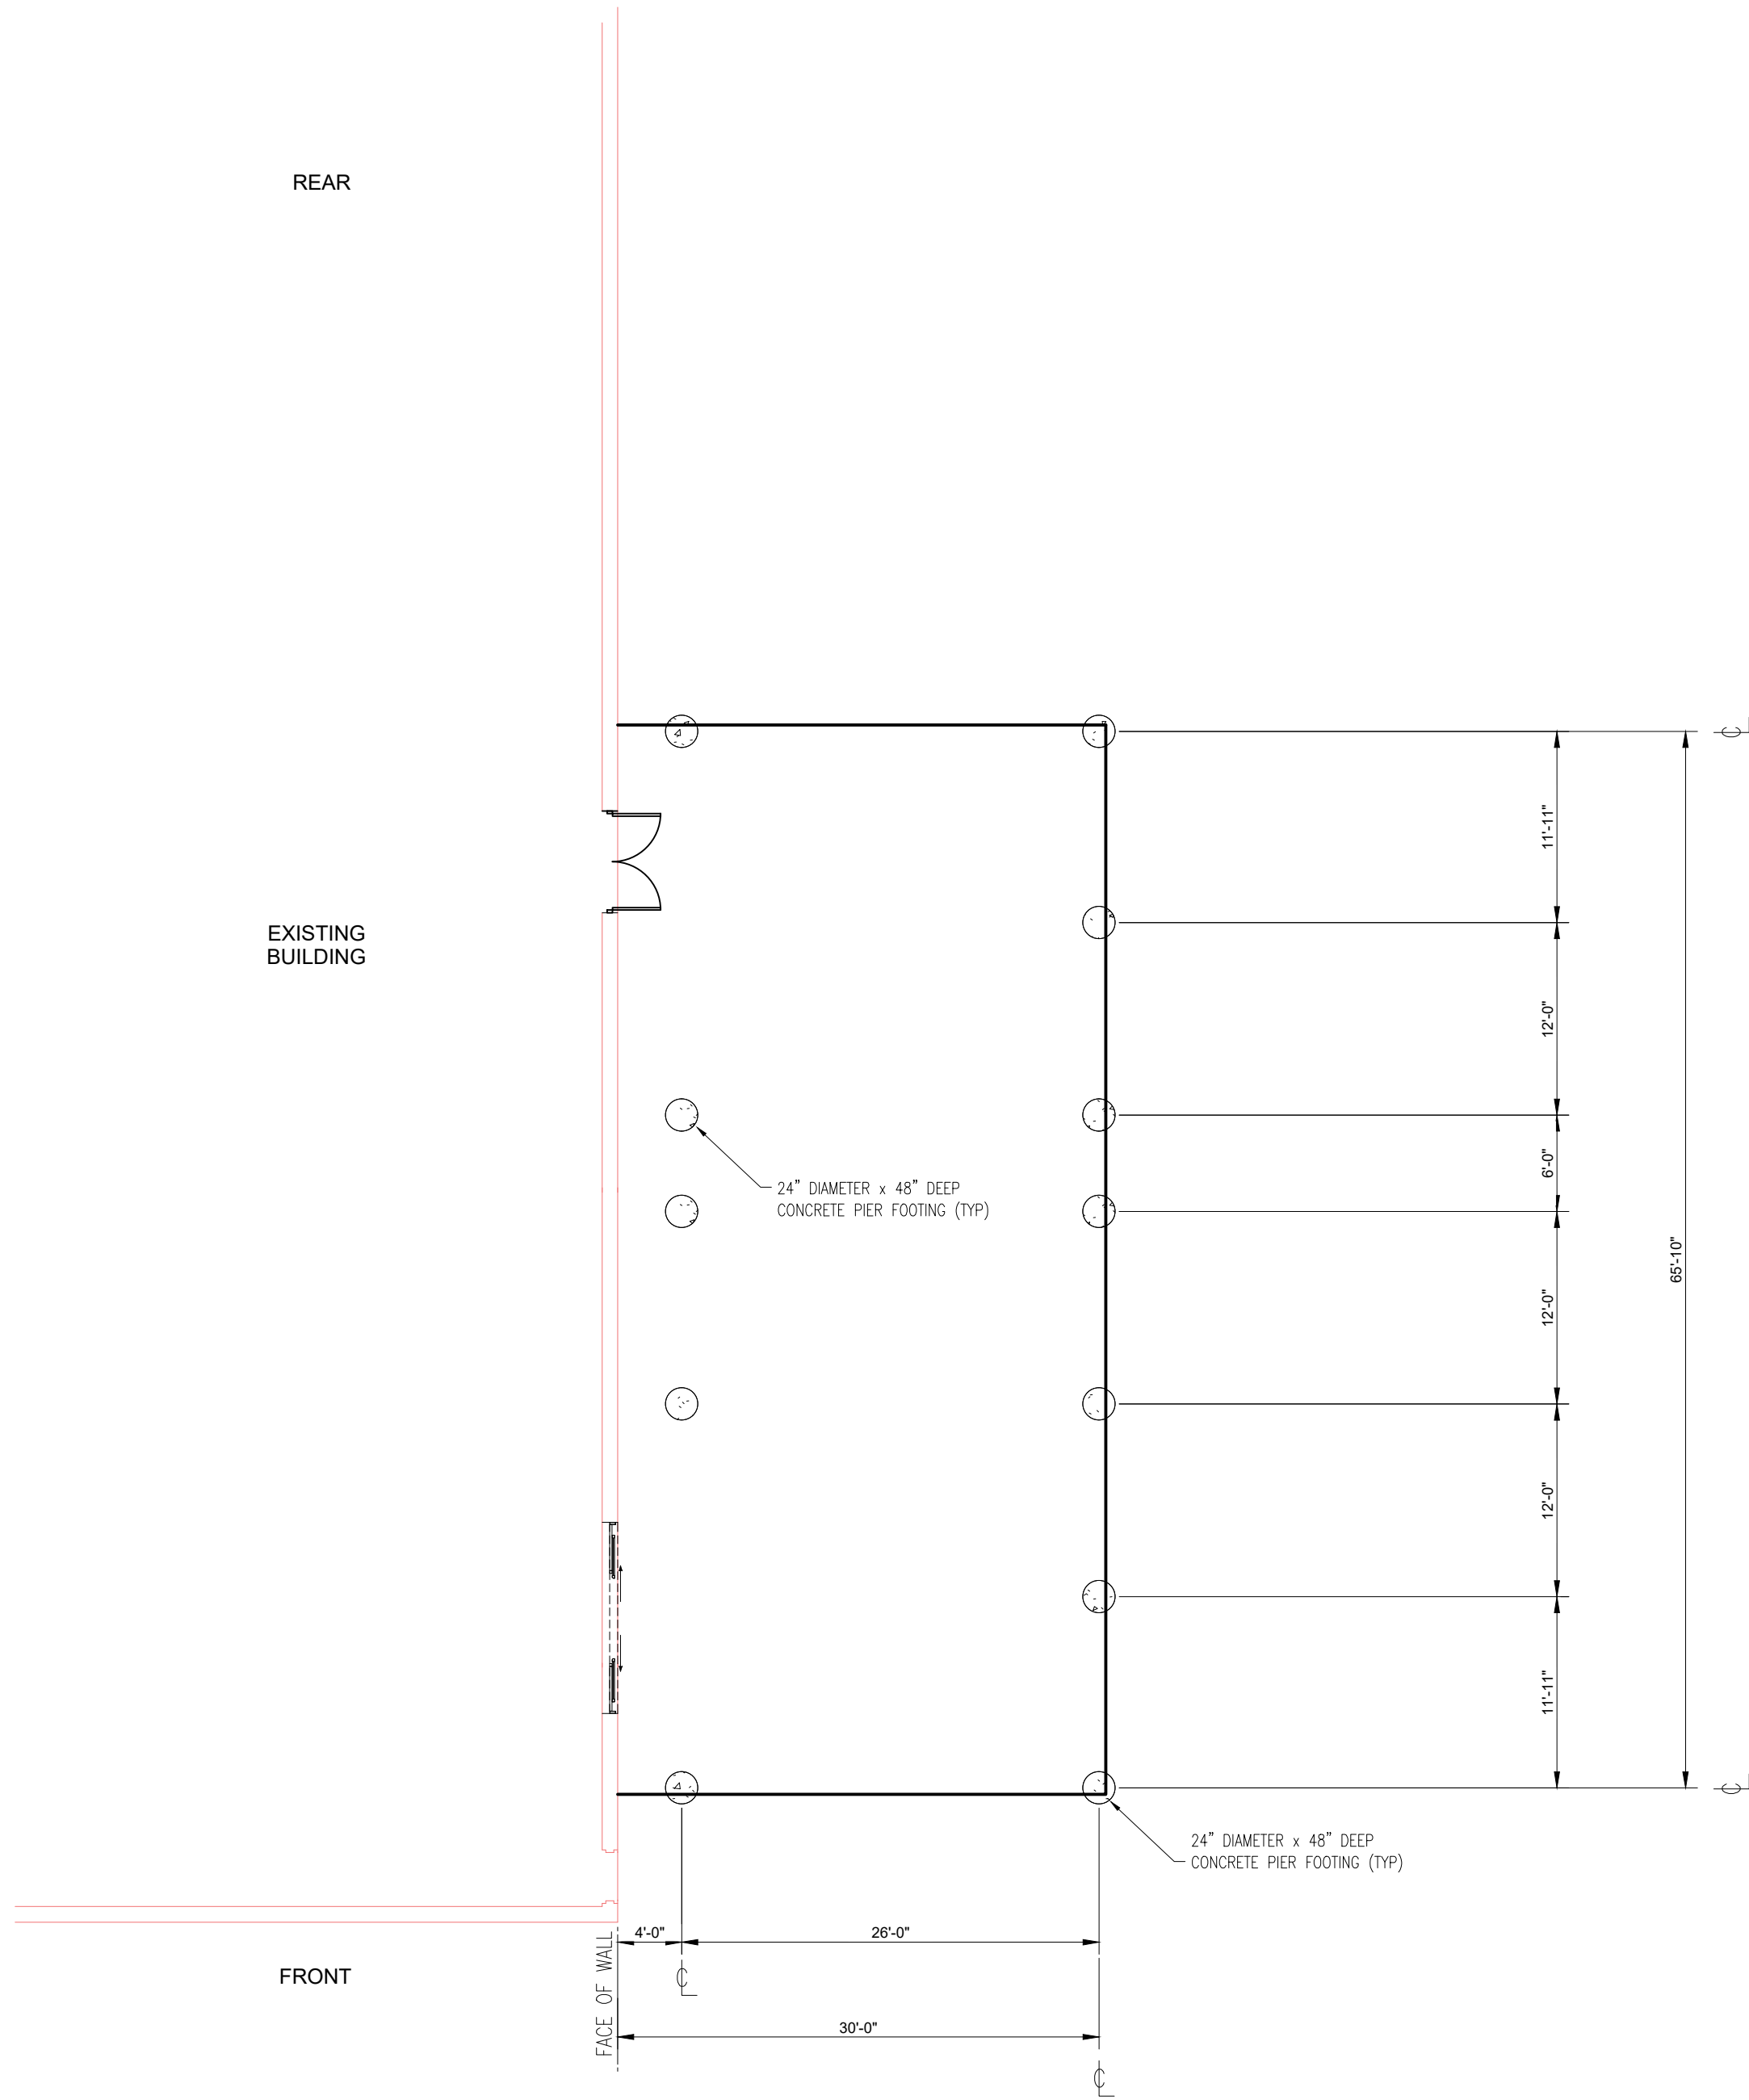 REAR
11'-11"
EXISTING
BUILDING
12'-0"
6'-0"
24” DIAMETER x 48” DEEP
CONCRETE PIER FOOTING (TYP)
65'-10"
12'-0"
12'-0"
11'-11"
24” DIAMETER x 48” DEEP
CONCRETE PIER FOOTING (TYP)
4'-0"
26'-0"
FACE OF WALL
FRONT
30'-0"